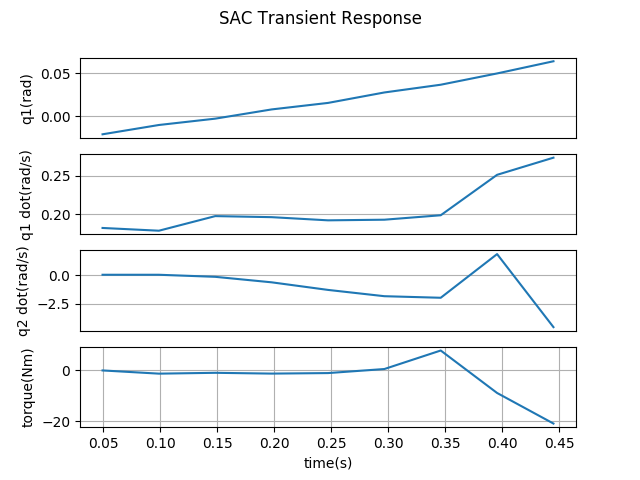 SAC Transient Response
0.05
0.00
q1(rad)
0.25
0.20
q1 dot(rad/s)
0.0
−2.5
q2 dot(rad/s)
0
−20
torque(Nm)
0.05 0.10 0.15 0.20 0.25 0.30 0.35 0.40 0.45
time(s)